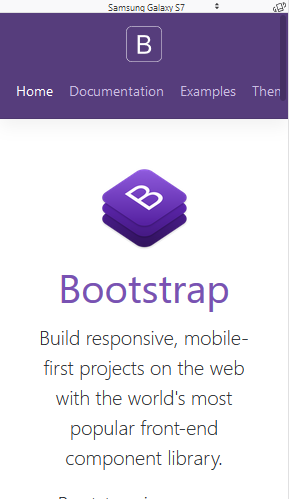 Samsung Galaxy S7
B
Home Documentation Examples Them
B
Bootstrap
Build responsive, mobile-
first projects on the web
with the world's most
popular front-end
component library.